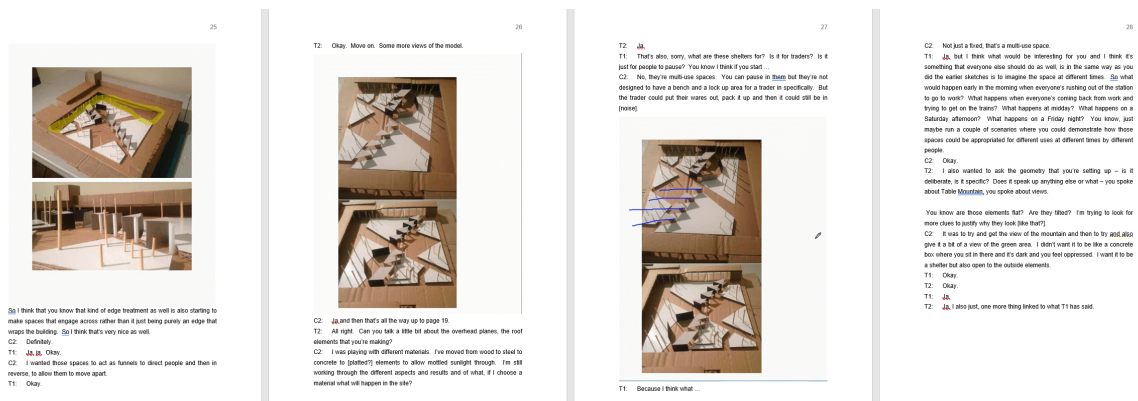 25
So I think that you know that kind of edge treatment as well is also starting to
make spaces that engage across rather than it just being purely an edge that
wraps the building. So I think that's very nice as well.
C2: Definitely.
T1: Ja, ja. Okay.
C2: I wanted those spaces to act as funnels to direct people and then in
reverse, to allow them to move apart.
T1: Okay.
26
T2: Okay. Move on. Some more views of the model.
C2: Ja and then that's all the way up to page 19.
T2: All right. Can you talk a little bit about the overhead planes, the roof
elements that you're making?
C2: I was playing with different materials. I've moved from wood to steel to
concrete to [platted?] elements to allow mottled sunlight through. I'm still
working through the different aspects and results and of what, if I choose a
material what will happen in the site?
27
T2: Ja.
T1: That's also, sorry, what are these shelters for? Is it for traders? Is it
just for people to pause? You know I think if you start ...
C2: No, they're multi-use spaces. You can pause in them but they're not
designed to have a bench and a lock up area for a trader in specifically. But
the trader could put their wares out, pack it up and then it could still be in
[noise].
T1: Because I think what ...
28
C2: Not just a fixed, that's a multi-use space.
T1: Ja, but I think what would be interesting for you and I think it's
something that everyone else should do as well, is in the same way as you
did the earlier sketches is to imagine the space at different times. So what
would happen early in the morning when everyone's rushing out of the station
to go to work? What happens when everyone's coming back from work and
trying to get on the trains? What happens at midday? What happens on a
Saturday afternoon? What happens on a Friday night? You know, just
maybe run a couple of scenarios where you could demonstrate how those
spaces could be appropriated for different uses at different times by different
people.
C2: Okay.
T2: I also wanted to ask the geometry that you're setting up – is it
deliberate, is it specific? Does it speak up anything else or what – you spoke
about Table Mountain, you spoke about views.
You know are those elements flat? Are they tilted? I'm trying to look for
more clues to justify why they look [like that?].
C2: It was to try and get the view of the mountain and then to try and also
give it a bit of a view of the green area. I didn't want it to be like a concrete
box where you sit in there and it's dark and you feel oppressed. I want it to be
a shelter but also open to the outside elements.
T1: Okay.
T2: Okay.
T1: Ja.
T2: Ja, I also just, one more thing linked to what T1 has said.